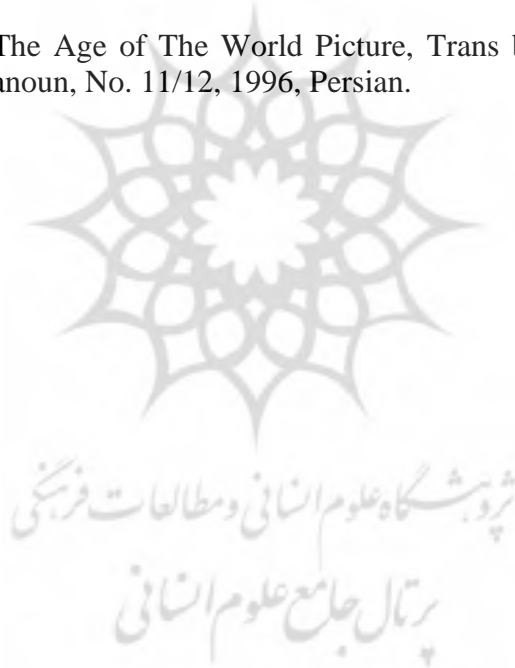 The Age of The World Picture, Trans b
anoun, No. 11/12, 1996, Persian.
پژوهشگاه علوم انسانی و مطالعات فرهنگی
پرتال جامع علوم انسانی